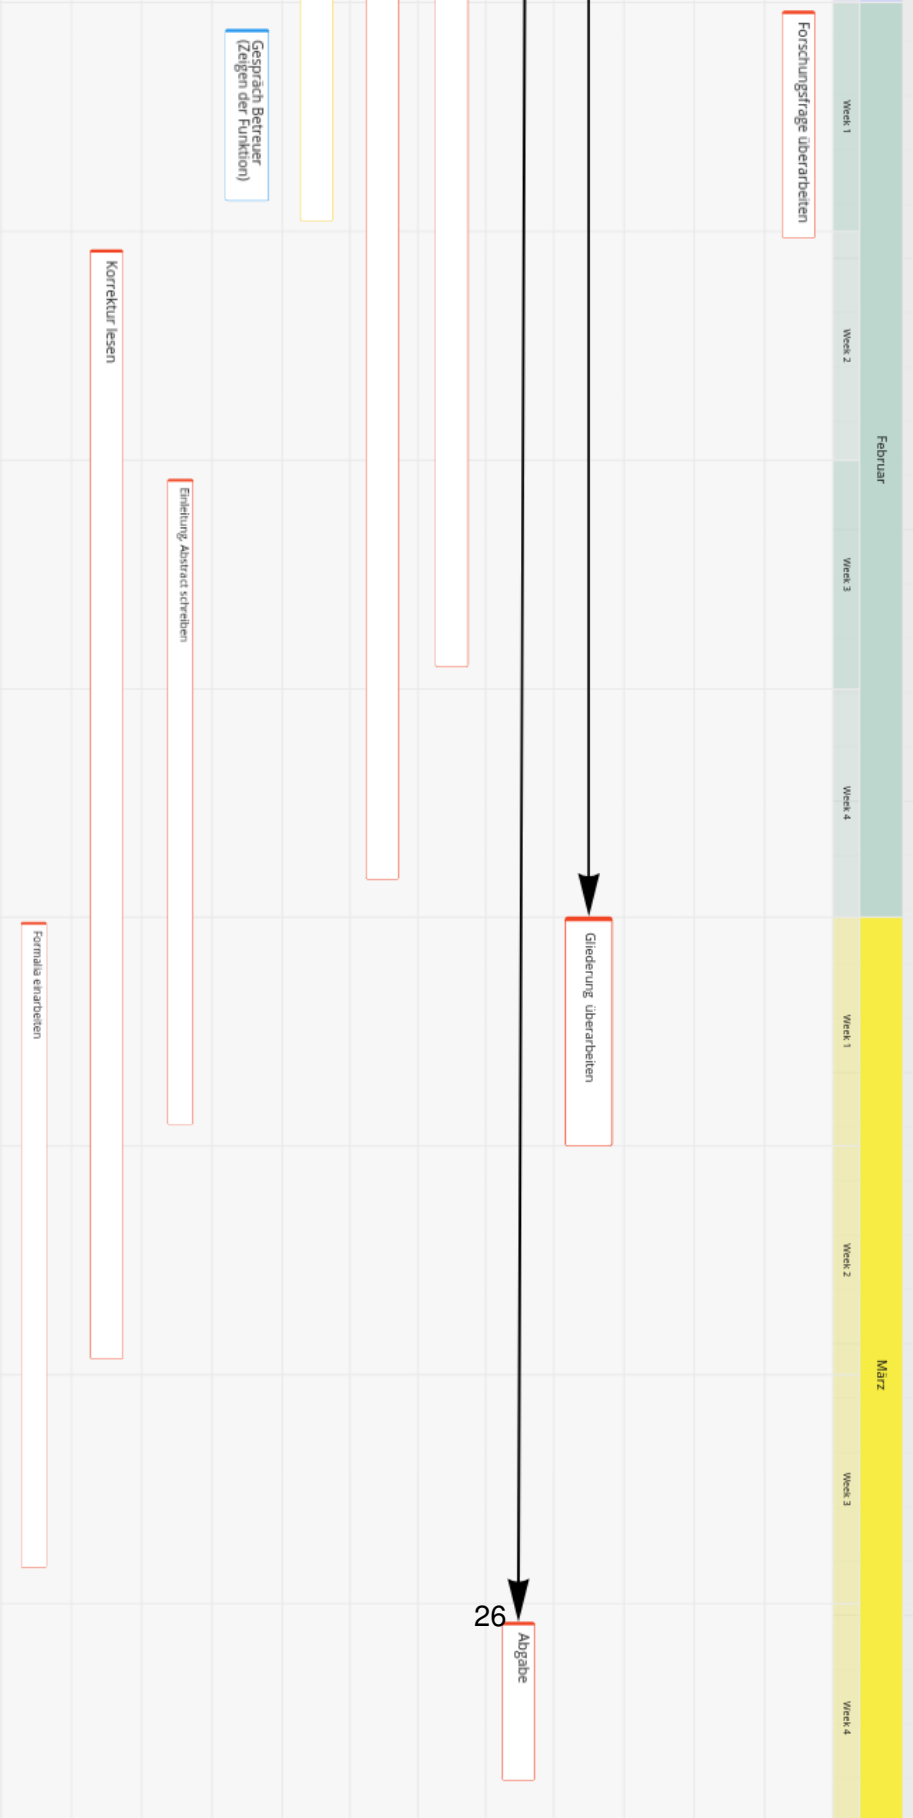 Februar
März
Week 1
Week 2
Week 3
Week 4
Week 1
Week 2
Week 3
Week 4
Forschungsfrage überarbeiten
Gliederung überarbeiten
Abgabe
Gespräch Betreuer
(Zeigen der Funktion)
Einleitung, Abstract schreiben
Korrektur lesen
Formalia einarbeiten
26